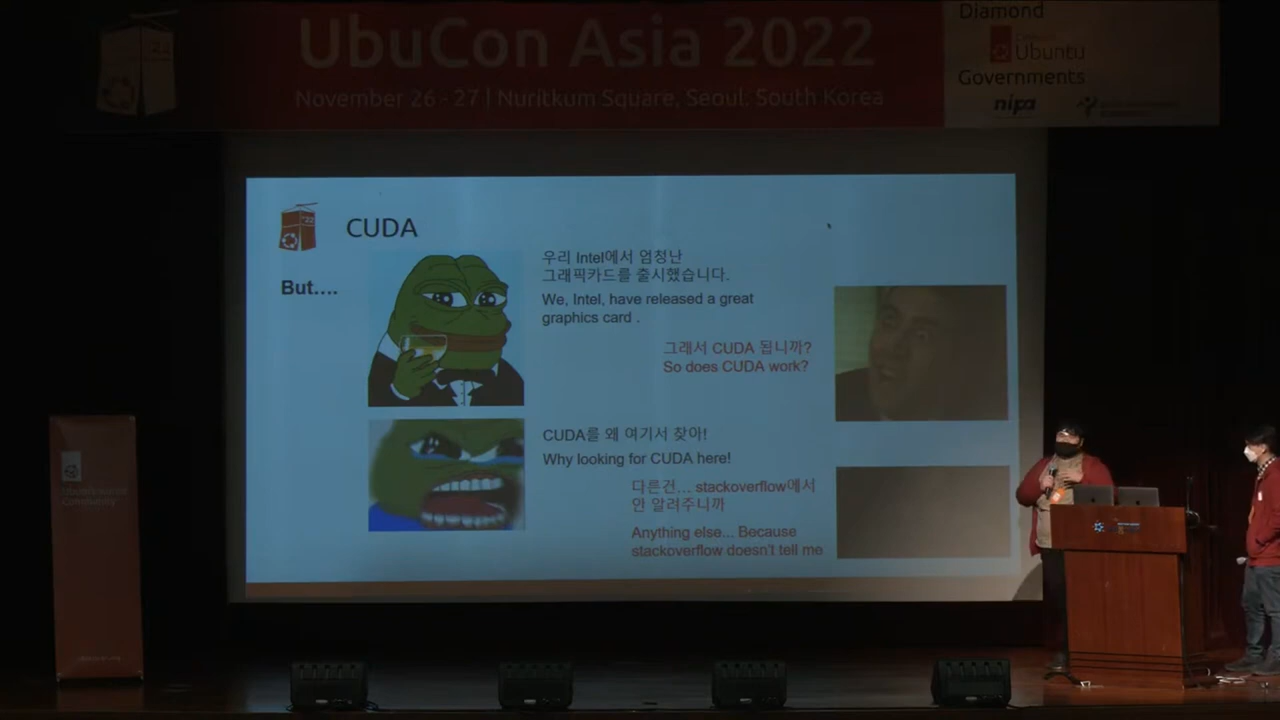 UbuCon Asia 2022
November 26 - 27 | Nuritkum Square, Seoul, South Korea
Diamond
Ubuntu
Governments
nipa
CUDA
But....
우리 Intel에서 엄청난
그래픽카드를 출시했습니다.
We, Intel, have released a great
graphics card .
그래서 CUDA 됩니까?
So does CUDA work?
CUDA를 왜 여기서 찾아!
Why looking for CUDA here!
다른건... stackoverflow에서
안 알려주니까
Anything else... Because
stackoverflow doesn't tell me